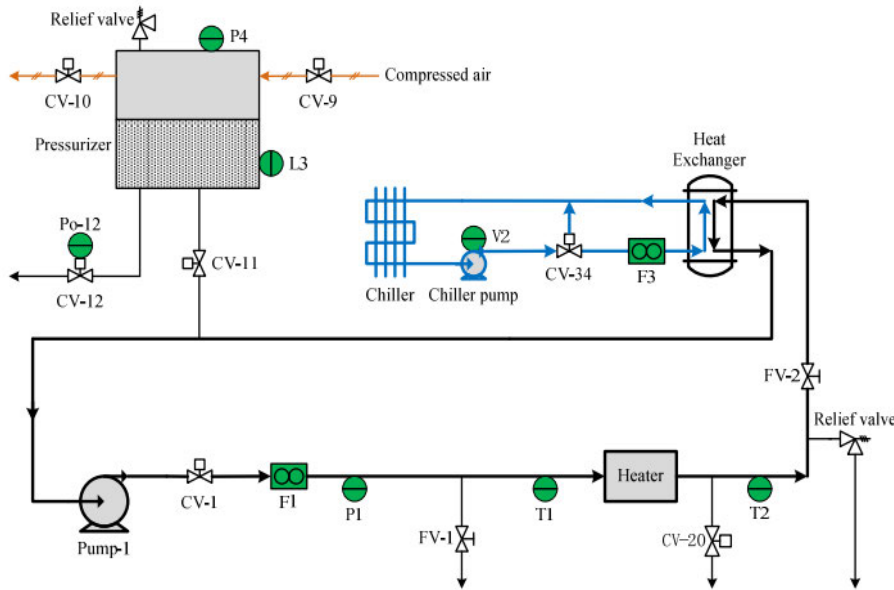 Relief valve
P4
CV-10
CV-9
Compressed air
Pressurizer
L3
Heat
Exchanger
Po-12
V2
CV-11
CV-12
CV-34
F3
Chiller
Chiller pump
FV-2
Relief valve
Heater
CV-1
F1
P1
T1
T2
FV-1
CV-20
Pump-1